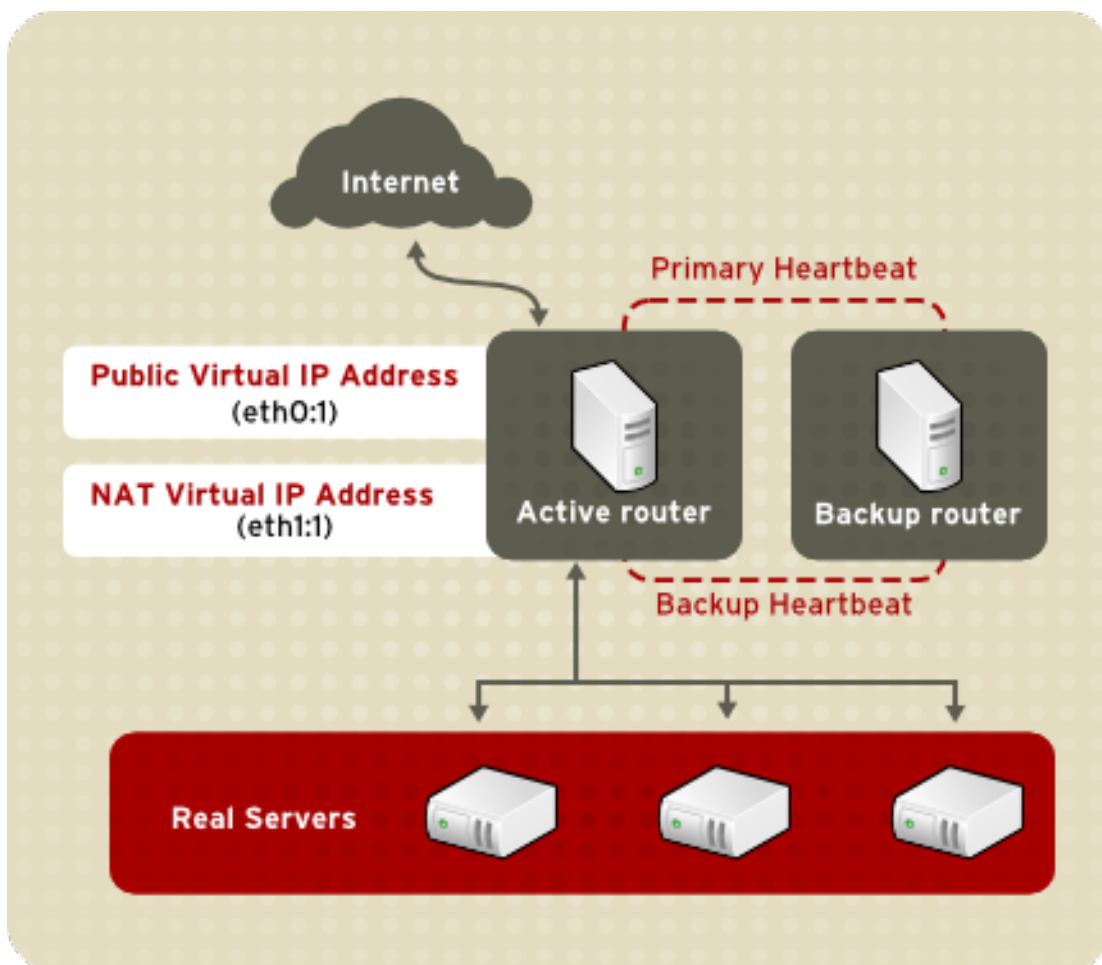 Internet
Primary Heartbeat
Public Virtual IP Address
(eth0:1)
NAT Virtual IP Address
(eth1:1)
Active router
Backup router
Backup Heartbeat
Real Servers